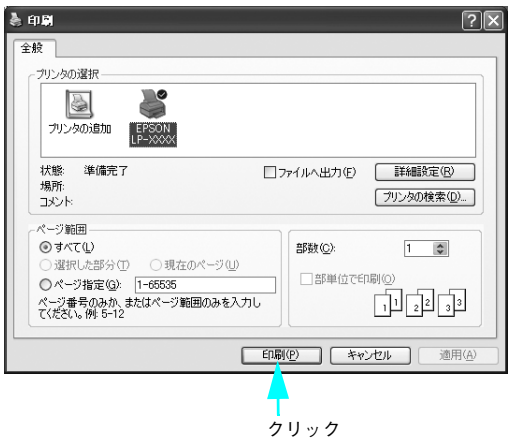 印刷
全般
プリンタの選択
プリンタの追加
EPSON
LP-XXXX
状態: 準備完了
場所:
コメント:
ファイルへ出力(F)
詳細設定(R)
プリンタの検索(D)...
ページ範囲
すべて(L)
選択した部分(T) 現在のページ(U)
ページ指定(G): 1-65535
ページ番号のみか、またはページ範囲のみを入力し
てください。例: 5-12
部数(C): 1
部単位で印刷(O)
1 1 2 2 3 3
印刷(P) キャンセル 適用(A)
クリック